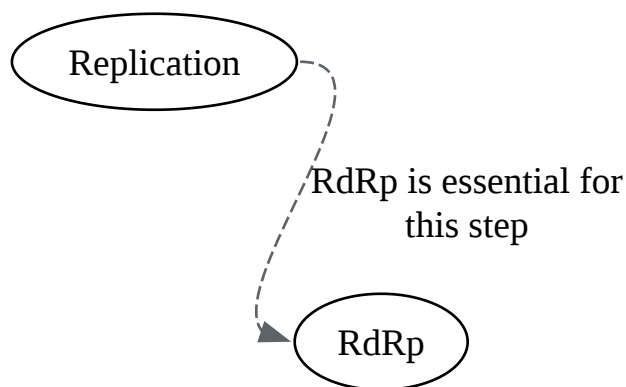 Replication
RdRp is essential for
this step
RdRp